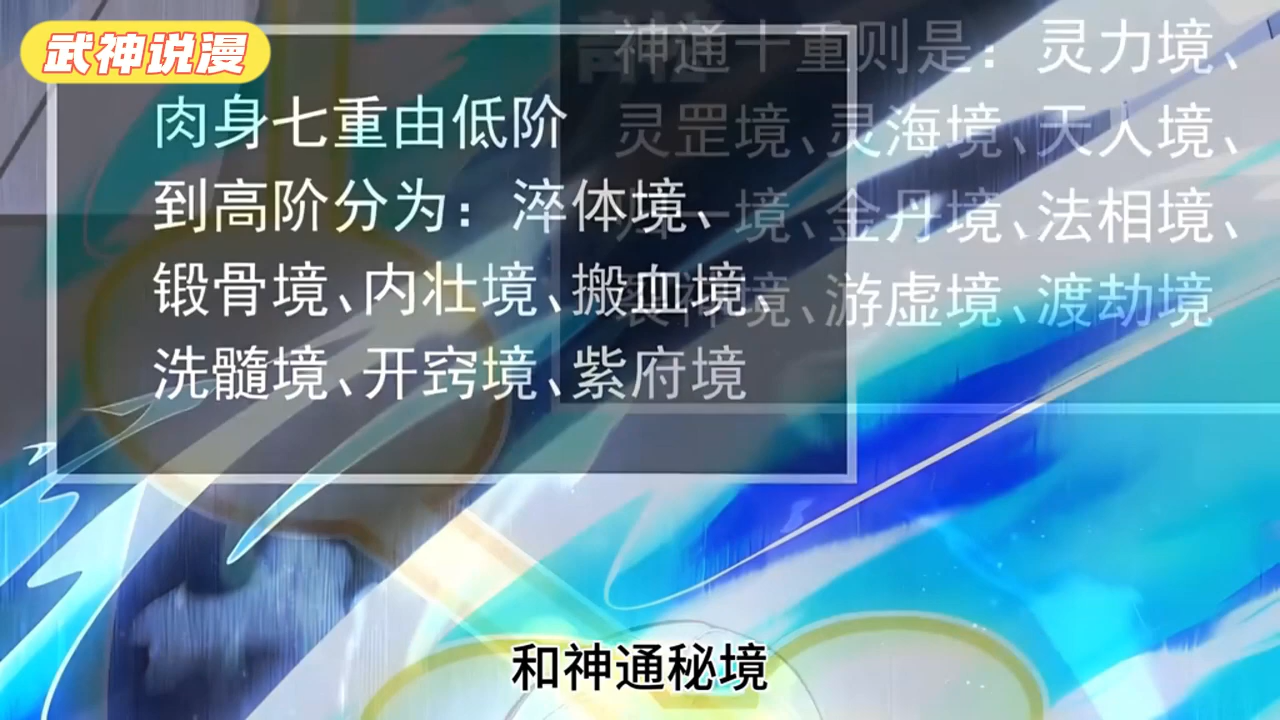 武神说漫
肉身七重由低阶
到高阶分为：淬体境、
锻骨境、内壮境、搬血境、
洗髓境、开窍境、紫府境
神通十重则是：灵力境、
灵罡境、灵海境、天人境、
一境、金丹境、法相境、
神境、游虚境、渡劫境
和神通秘境